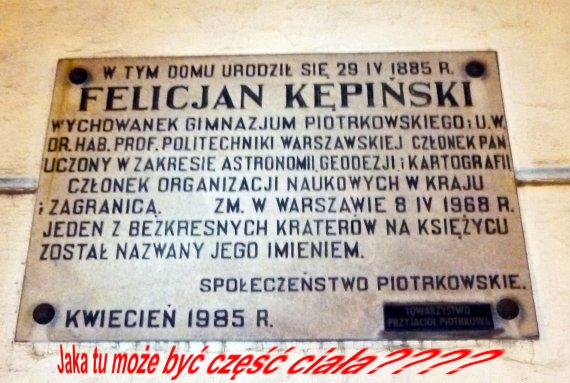 W TYM DOMU URODZIŁ SIĘ 29 IV 1885 R.
FELICJAN KĘPIŃSKI
WYCHOWANEK GIMNAZJUM PIOTRKOWSKIEGO i U.W.
DR. HAB. PROF. POLITECHNIKI WARSZAWSKIEJ CZŁONEK PAN
UCZONY W ZAKRESIE ASTRONOMII, GEODEZJI i KARTOGRAFII
CZŁONEK ORGANIZACJI NAUKOWYCH W KRAJU
i ZAGRANICĄ. ZM. W WARSZAWIE 8 IV 1968 R.
JEDEN Z BEZKRESNYCH KRATERÓW NA KSIĘŻYCU
ZOSTAŁ NAZWANY JEGO IMIENIEM.
SPOŁECZEŃSTWO PIOTRKOWSKIE.
KWIECIEŃ 1985 R.
TOWARZYSTWO
PRZYJACIÓŁ PIOTRKOWA
Jaka tu może być część ciała????